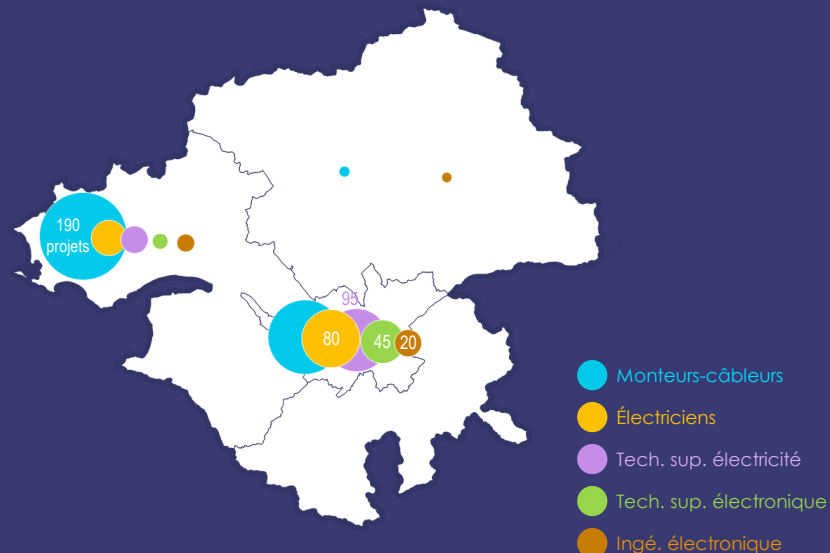 190
projets
95
80
45
20
Monteurs-câbleurs
Électriciens
Tech. sup. électricité
Tech. sup. électronique
Ingé. électronique